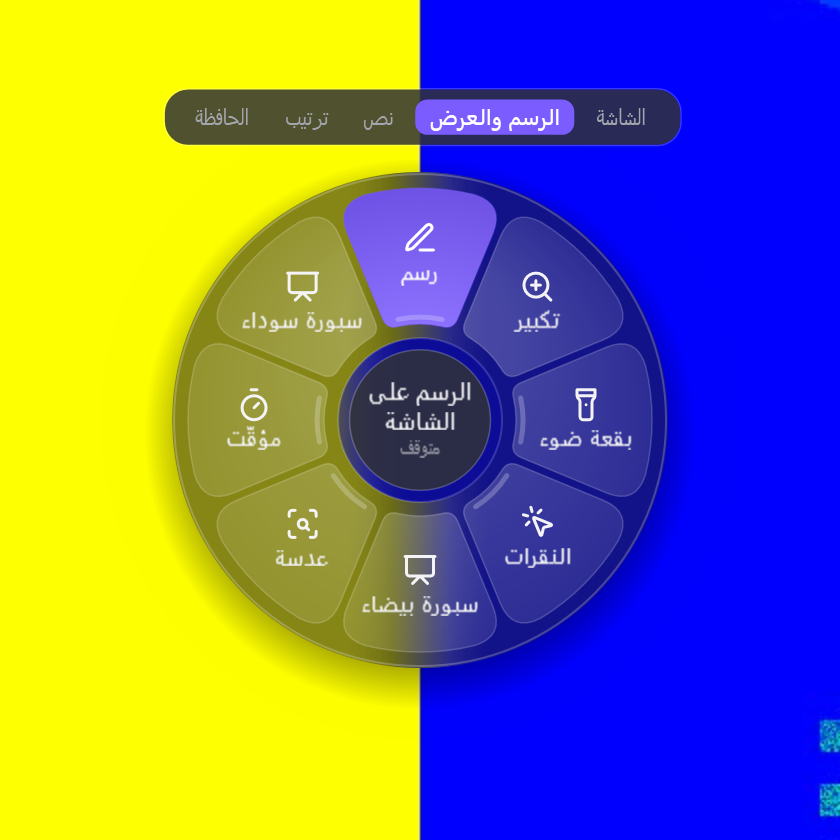 الشاشة
الرسم والعرض
نص
ترتيب
الحافظة
رسم
تكبير
بقعة ضوء
النقرات
سبورة بيضاء
عدسة
مؤقّت
سبورة سوداء
الرسم على
الشاشة
متوقف